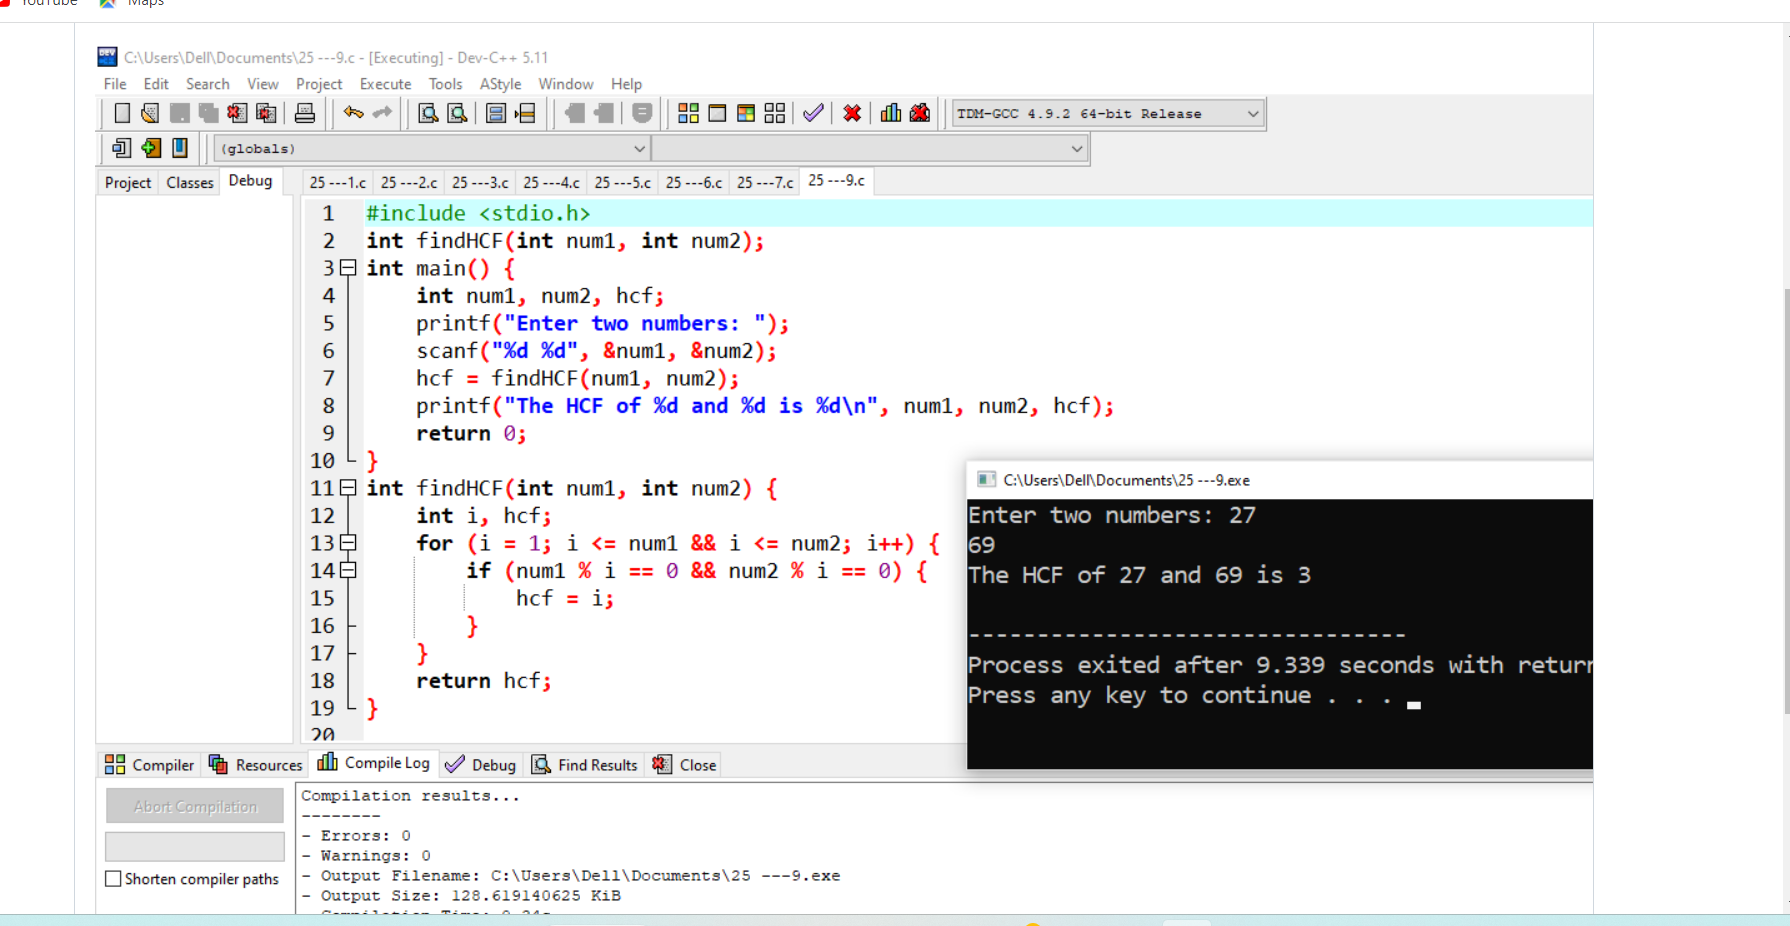 YouTube Maps
C:\Users\Dell\Documents\25 ---9.c - [Executing] - Dev-C++ 5.11
File Edit Search View Project Execute Tools AStyle Window Help
TDM-GCC 4.9.2 64-bit Release
(globals)
Project Classes Debug 25 ---1.c 25 ---2.c 25 ---3.c 25 ---4.c 25 ---5.c 25 ---6.c 25 ---7.c 25 ---9.c
1 #include <stdio.h>
2 int findHCF(int num1, int num2);
3 int main() {
4 int num1, num2, hcf;
5 printf("Enter two numbers: ");
6 scanf("%d %d", &num1, &num2);
7 hcf = findHCF(num1, num2);
8 printf("The HCF of %d and %d is %d\n", num1, num2, hcf);
9 return 0;
10 }
11 int findHCF(int num1, int num2) {
12 int i, hcf;
13 for (i = 1; i <= num1 && i <= num2; i++) {
14 if (num1 % i == 0 && num2 % i == 0) {
15 hcf = i;
16 }
17 }
18 return hcf;
19 }
20
C:\Users\Dell\Documents\25 ---9.exe
Enter two numbers: 27
69
The HCF of 27 and 69 is 3
--------------------------------
Process exited after 9.339 seconds with return
Press any key to continue . . .
Compiler Resources Compile Log Debug Find Results Close
Abort Compilation
Shorten compiler paths
Compilation results...
--------
- Errors: 0
- Warnings: 0
- Output Filename: C:\Users\Dell\Documents\25 ---9.exe
- Output Size: 128.619140625 KiB